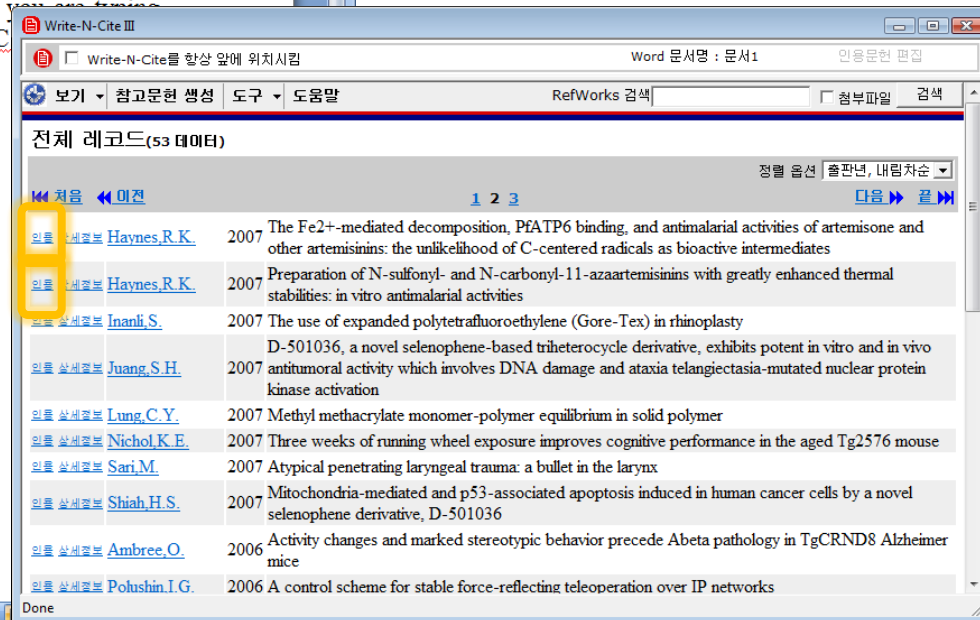 you are typing
C
Write-N-Cite III
Write-N-Cite를 항상 앞에 위치시킴
Word 문서명 : 문서1
인용문헌 편집
보기 참고문헌 생성 도구 도움말 RefWorks 검색 첨부파일 검색
전체 레코드(53 데이터)
정렬 옵션 출판년, 내림차순
처음 이전 1 2 3 다음 끝
인용 상세정보 Haynes,R.K. 2007 The Fe2+-mediated decomposition, PfATP6 binding, and antimalarial activities of artemisone and
other artemisinins: the unlikelihood of C-centered radicals as bioactive intermediates
인용 상세정보 Haynes,R.K. 2007 Preparation of N-sulfonyl- and N-carbonyl-11-azaartemisinins with greatly enhanced thermal
stabilities: in vitro antimalarial activities
인용 상세정보 Inanli,S. 2007 The use of expanded polytetrafluoroethylene (Gore-Tex) in rhinoplasty
D-501036, a novel selenophene-based triheterocycle derivative, exhibits potent in vitro and in vivo
인용 상세정보 Juang,S.H. 2007 antitumoral activity which involves DNA damage and ataxia telangiectasia-mutated nuclear protein
kinase activation
인용 상세정보 Lung,C.Y. 2007 Methyl methacrylate monomer-polymer equilibrium in solid polymer
인용 상세정보 Nichol,K.E. 2007 Three weeks of running wheel exposure improves cognitive performance in the aged Tg2576 mouse
인용 상세정보 Sari,M. 2007 Atypical penetrating laryngeal trauma: a bullet in the larynx
인용 상세정보 Shiah,H.S. 2007 Mitochondria-mediated and p53-associated apoptosis induced in human cancer cells by a novel
selenophene derivative, D-501036
인용 상세정보 Ambree,O. 2006 Activity changes and marked stereotypic behavior precede Abeta pathology in TgCRND8 Alzheimer
mice
인용 상세정보 Polushin,I.G. 2006 A control scheme for stable force-reflecting teleoperation over IP networks
Done